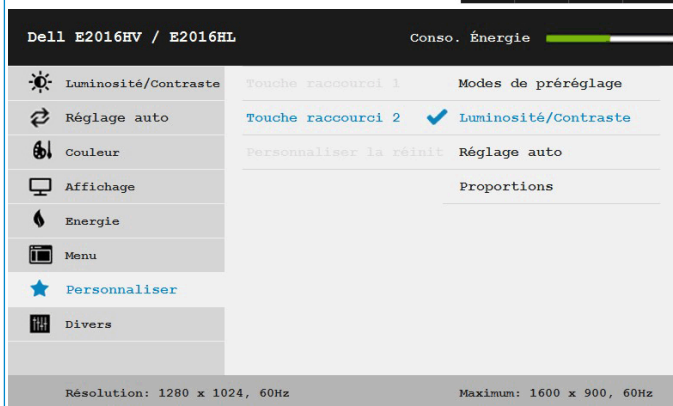 Dell E2016HV / E2016HL Conso. Énergie
Luminosité/Contraste Touche raccourci 1 Modes de préréglage
Réglage auto Touche raccourci 2 Luminosité/Contraste
Couleur Personnaliser la réinit Réglage auto
Affichage Proportions
Energie
Menu
Personnaliser
Divers
Résolution: 1280 x 1024, 60Hz Maximum: 1600 x 900, 60Hz